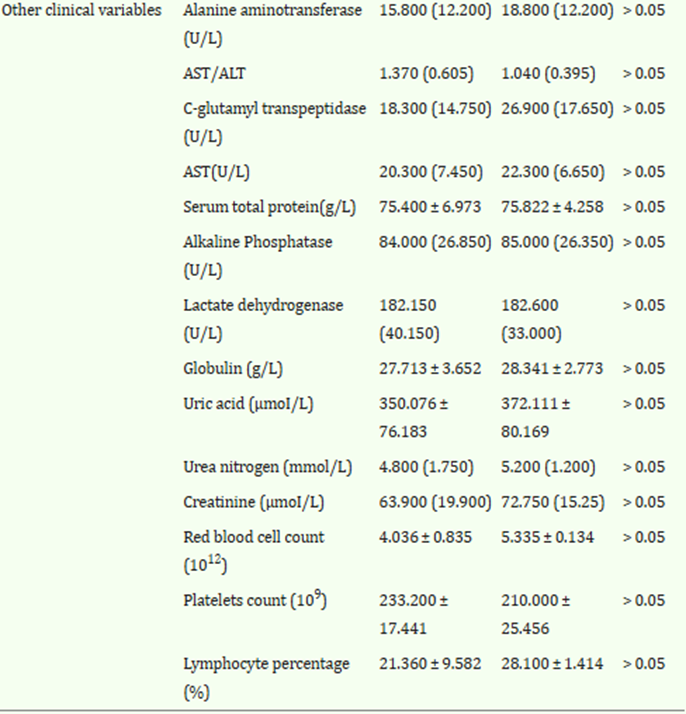 Other clinical variables Alanine aminotransferase 15.800 (12.200) 18.800 (12.200) > 0.05
(U/L)
AST/ALT 1.370 (0.605) 1.040 (0.395) > 0.05
C-glutamyl transpeptidase 18.300 (14.750) 26.900 (17.650) > 0.05
(U/L)
AST(U/L) 20.300 (7.450) 22.300 (6.650) > 0.05
Serum total protein(g/L) 75.400 ± 6.973 75.822 ± 4.258 > 0.05
Alkaline Phosphatase 84.000 (26.850) 85.000 (26.350) > 0.05
(U/L)
Lactate dehydrogenase 182.150 182.600 > 0.05
(U/L) (40.150) (33.000)
Globulin (g/L) 27.713 ± 3.652 28.341 ± 2.773 > 0.05
Uric acid (μmoI/L) 350.076 ± 372.111 ± > 0.05
76.183 80.169
Urea nitrogen (mmol/L) 4.800 (1.750) 5.200 (1.200) > 0.05
Creatinine (μmoI/L) 63.900 (19.900) 72.750 (15.25) > 0.05
Red blood cell count 4.036 ± 0.835 5.335 ± 0.134 > 0.05
(10^12)
Platelets count (10^9) 233.200 ± 210.000 ± > 0.05
17.441 25.456
Lymphocyte percentage 21.360 ± 9.582 28.100 ± 1.414 > 0.05
(%)